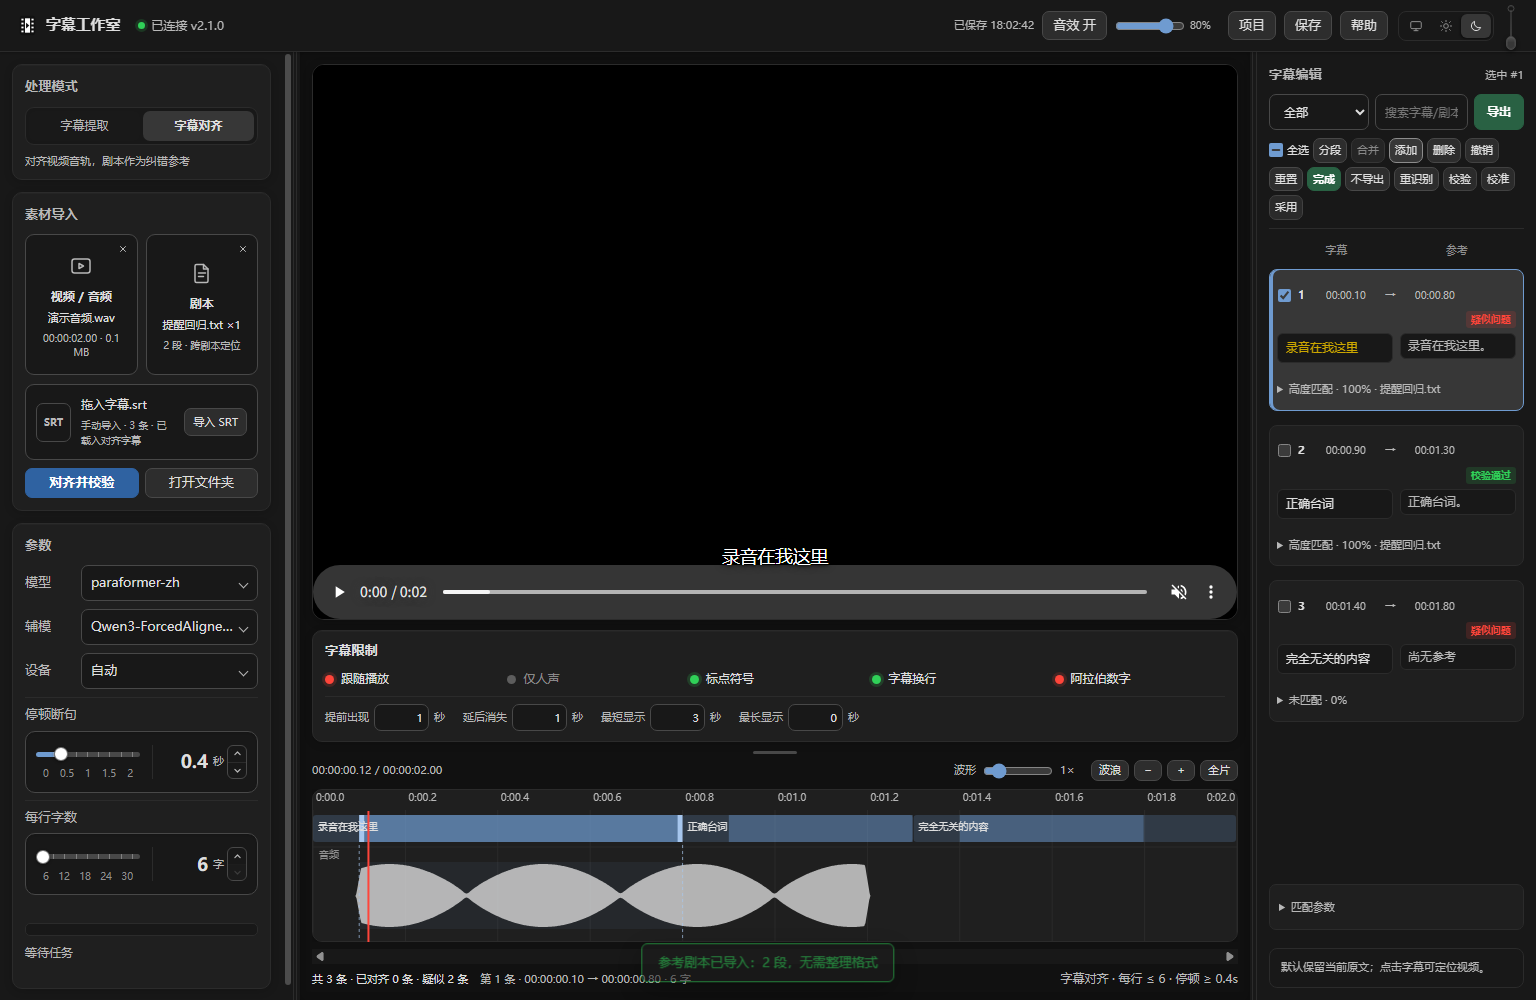 字幕工作室
已连接 v2.1.0
已保存 18:02:42
音效 开
80%
项目
保存
帮助
处理模式
字幕提取
字幕对齐
对齐视频音轨，剧本作为纠错参考
素材导入
×
视频 / 音频
演示音频.wav
00:00:02.00 · 0.1
MB
×
剧本
提醒回归.txt ×1
2 段 · 跨剧本定位
SRT
拖入字幕.srt
手动导入 · 3 条 · 已
载入对齐字幕
导入 SRT
对齐并校验
打开文件夹
参数
模型
paraformer-zh
辅模
Qwen3-ForcedAligne...
设备
自动
停顿断句
0 0.5 1 1.5 2
0.4 秒
每行字数
6 12 18 24 30
6 字
等待任务
录音在我这里
0:00 / 0:02
字幕限制
跟随播放
仅人声
标点符号
字幕换行
阿拉伯数字
提前出现 1 秒
延后消失 1 秒
最短显示 3 秒
最长显示 0 秒
00:00:00.12 / 00:00:02.00
波形
1×
波浪
−
+
全片
00:00.0 00:00.2 00:00.4 00:00.6 00:00.8 00:01.0 00:01.2 00:01.4 00:01.6 00:01.8 00:02.0
录音在我这里
正确台词
完全无关的内容
音频
参考剧本已导入：2 段，无需整理格式
共 3 条 · 已对齐 0 条 · 疑似 2 条 第 1 条 · 00:00:00.10 → 00:00:00.80 · 6 字
字幕对齐 · 每行 ≤ 6 · 停顿 ≥ 0.4s
字幕编辑
选中 #1
全部
搜索字幕/剧本
导出
全选
分段
合并
添加
删除
撤销
重置
完成
不导出
重识别
校验
校准
采用
字幕
参考
1 00:00.10 → 00:00.80
疑似问题
录音在我这里
录音在我这里。
高度匹配 · 100% · 提醒回归.txt
2 00:00.90 → 00:01.30
校验通过
正确台词
正确台词。
高度匹配 · 100% · 提醒回归.txt
3 00:01.40 → 00:01.80
疑似问题
完全无关的内容
尚无参考
未匹配 · 0%
匹配参数
默认保留当前原文；点击字幕可定位视频。